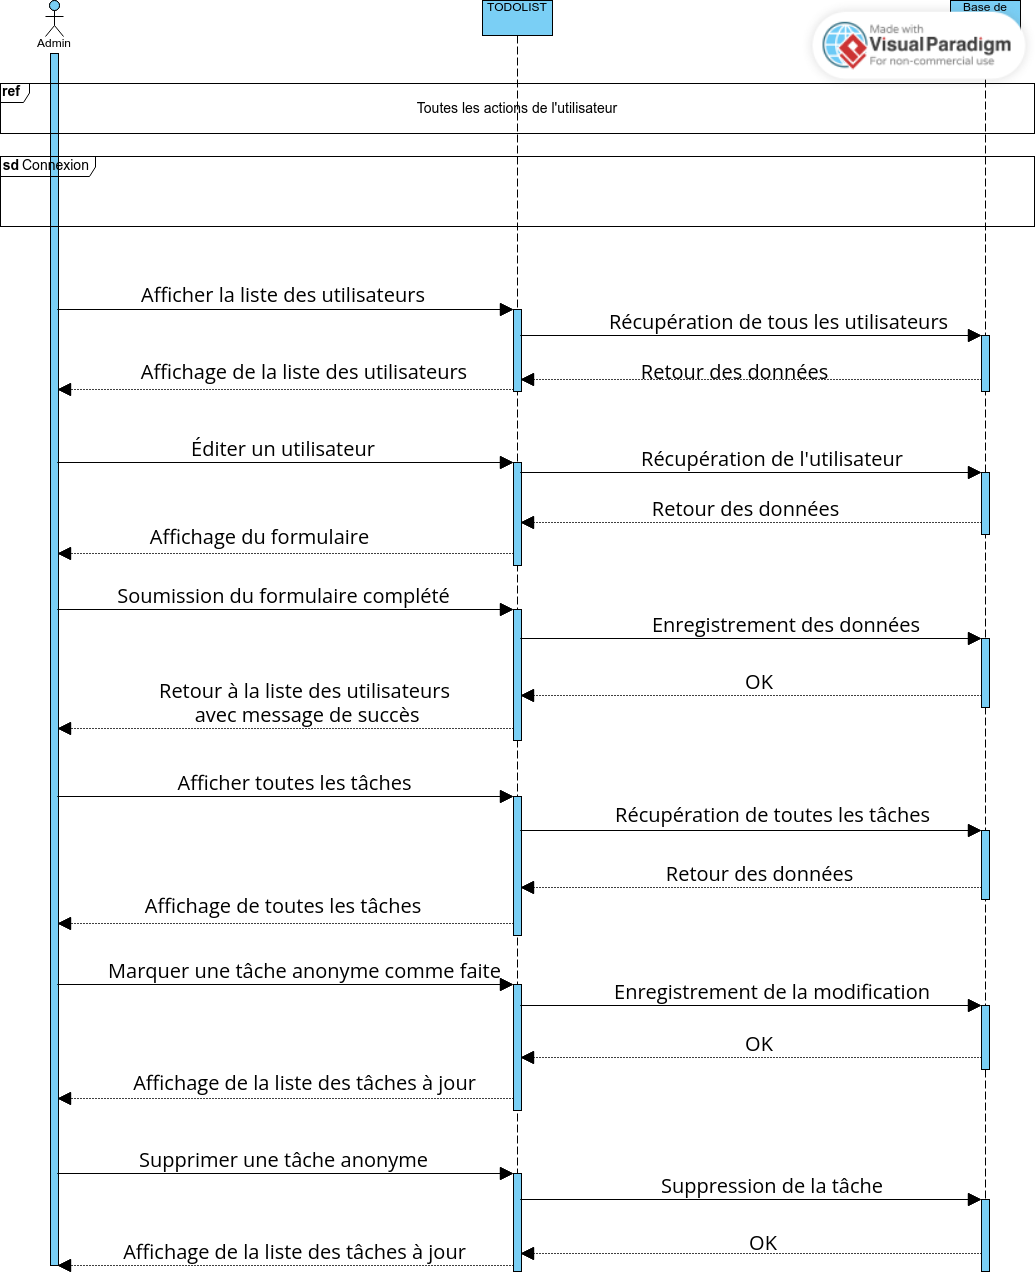 TODOLIST
Base de
Admin
Made with
Visual Paradigm
For non-commercial use
ref
Toutes les actions de l'utilisateur
sd Connexion
Afficher la liste des utilisateurs
Récupération de tous les utilisateurs
Affichage de la liste des utilisateurs
Retour des données
Éditer un utilisateur
Récupération de l'utilisateur
Retour des données
Affichage du formulaire
Soumission du formulaire complété
Enregistrement des données
OK
Retour à la liste des utilisateurs
avec message de succès
Afficher toutes les tâches
Récupération de toutes les tâches
Retour des données
Affichage de toutes les tâches
Marquer une tâche anonyme comme faite
Enregistrement de la modification
OK
Affichage de la liste des tâches à jour
Supprimer une tâche anonyme
Suppression de la tâche
OK
Affichage de la liste des tâches à jour